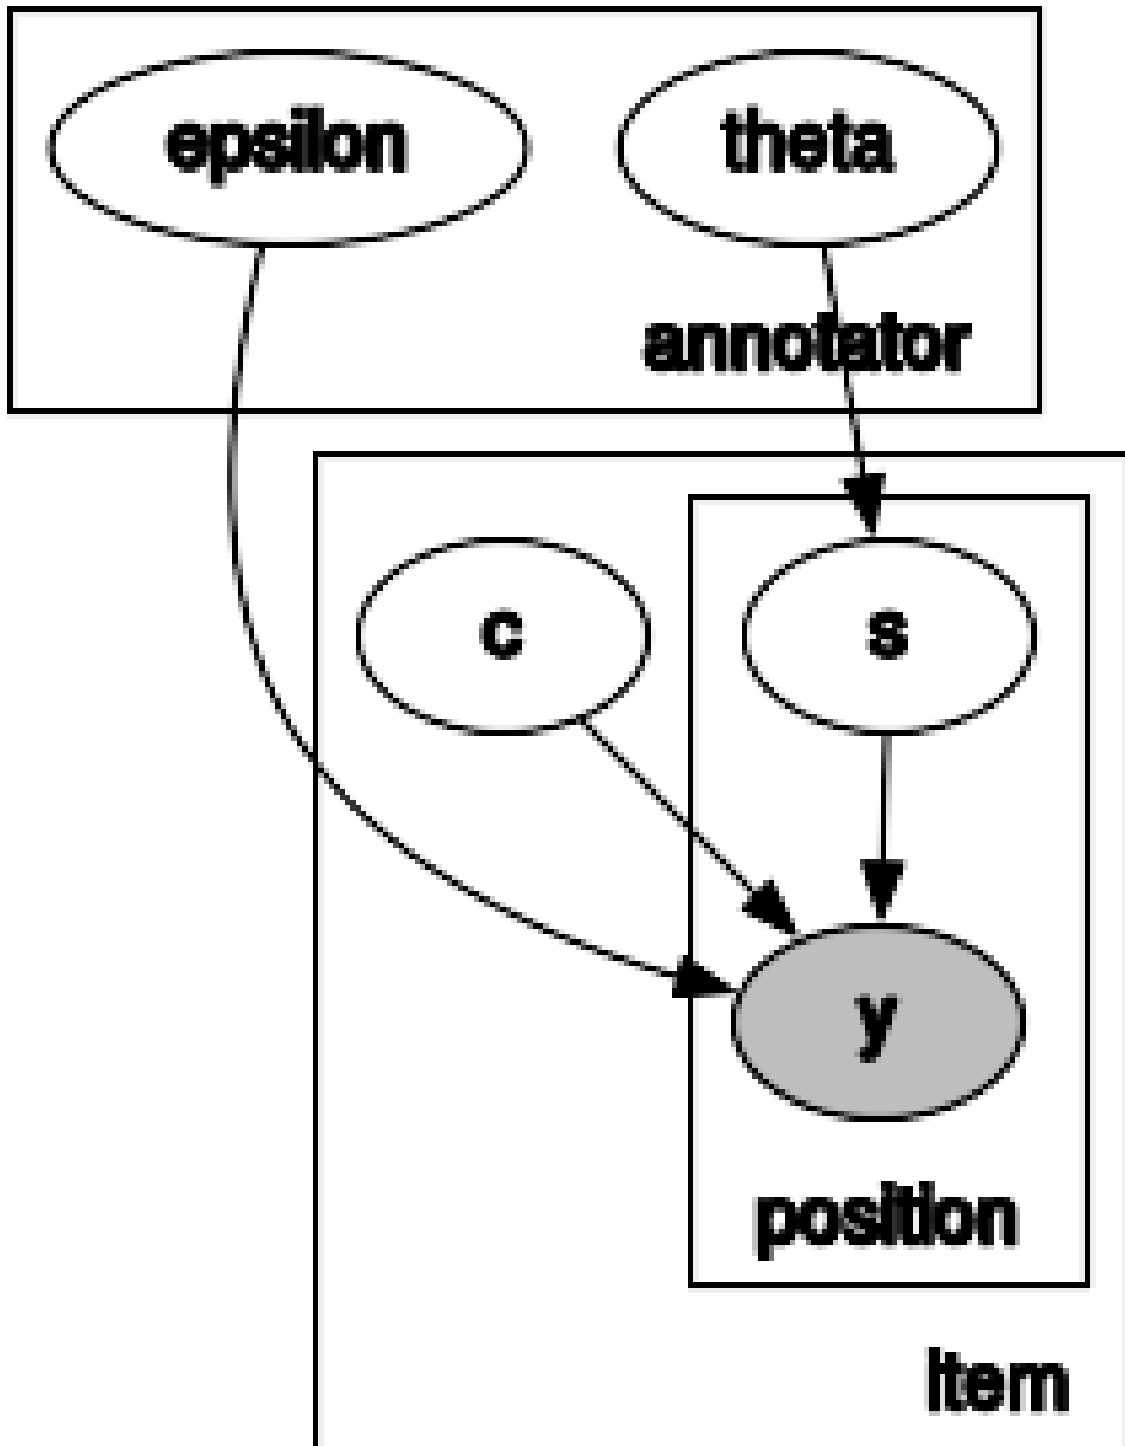 epsilon theta
annotator
c s
y
position
item